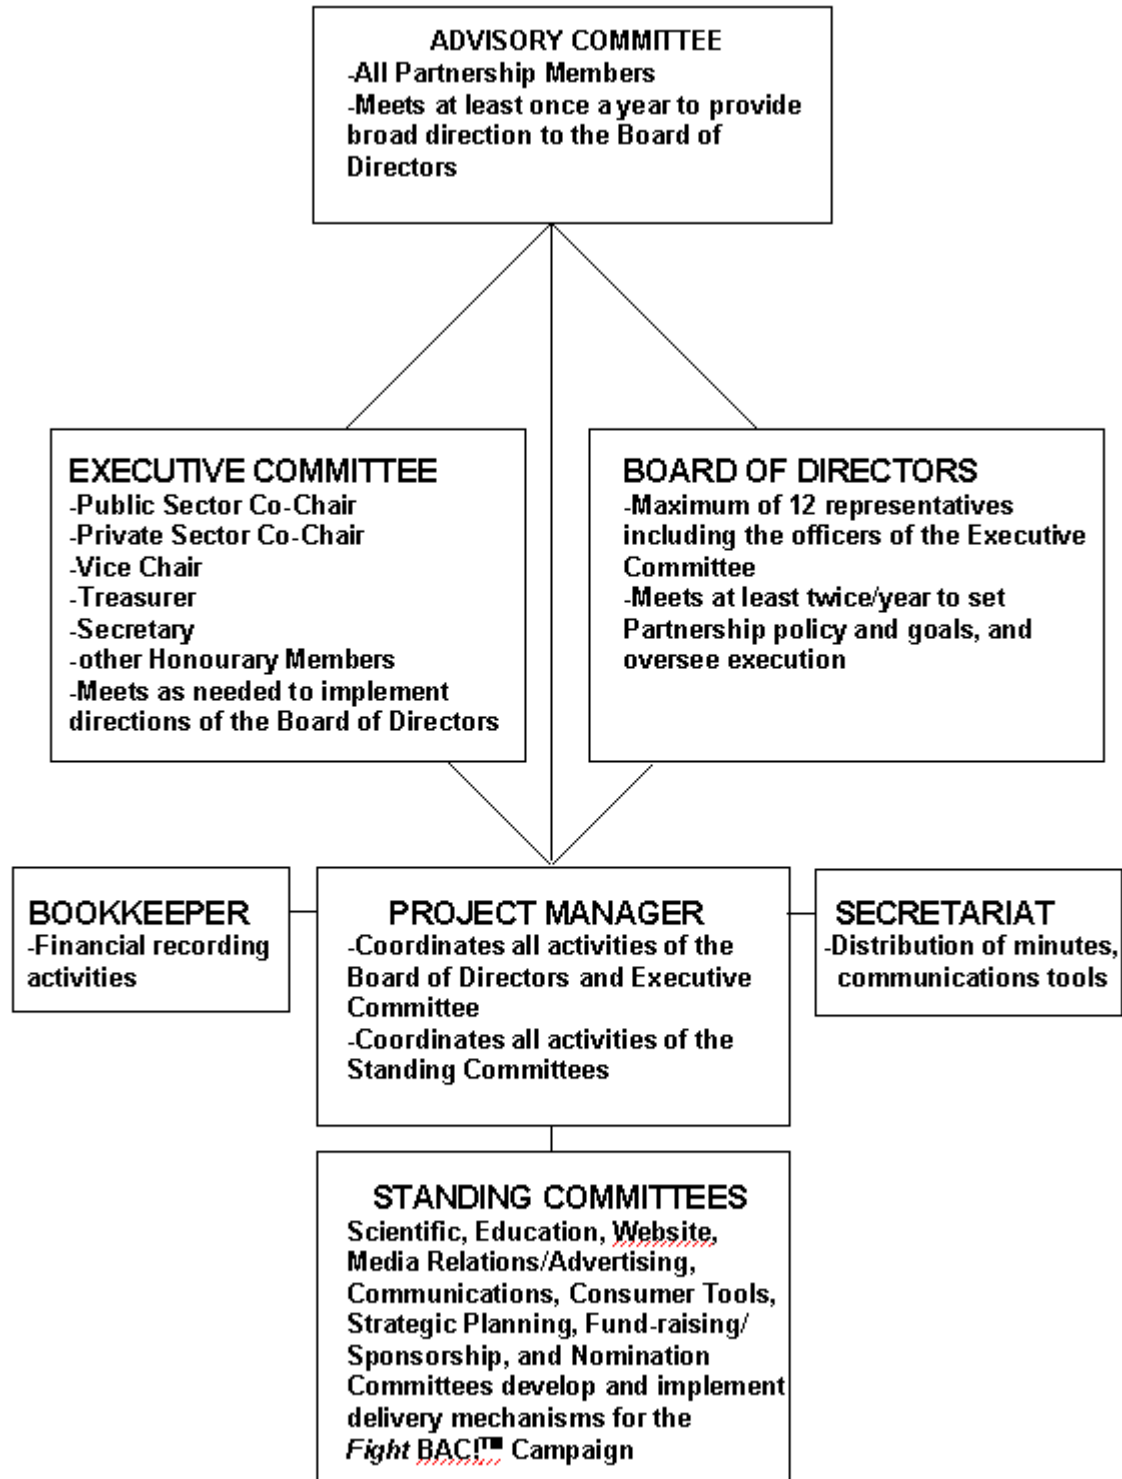 ADVISORY COMMITTEE
-All Partnership Members
-Meets at least once a year to provide
broad direction to the Board of
Directors
EXECUTIVE COMMITTEE
-Public Sector Co-Chair
-Private Sector Co-Chair
-Vice Chair
-Treasurer
-Secretary
-other Honourary Members
-Meets as needed to implement
directions of the Board of Directors
BOARD OF DIRECTORS
-Maximum of 12 representatives
including the officers of the Executive
Committee
-Meets at least twice/year to set
Partnership policy and goals, and
oversee execution
BOOKKEEPER
-Financial recording
activities
PROJECT MANAGER
-Coordinates all activities of the
Board of Directors and Executive
Committee
-Coordinates all activities of the
Standing Committees
SECRETARIAT
-Distribution of minutes,
communications tools
STANDING COMMITTEES
Scientific, Education, Website,
Media Relations/Advertising,
Communications, Consumer Tools,
Strategic Planning, Fund-raising/
Sponsorship, and Nomination
Committees develop and implement
delivery mechanisms for the
Fight BAC!™ Campaign